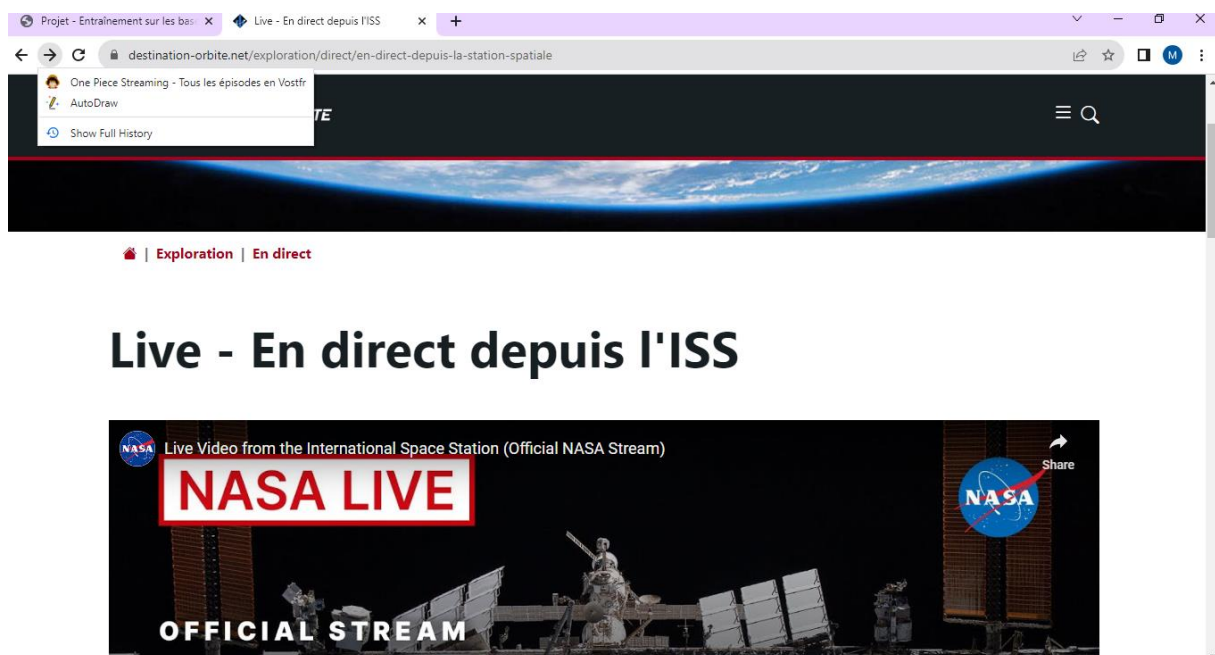 Projet - Entraînement sur les bas
Live - En direct depuis l'ISS
destination-orbite.net/exploration/direct/en-direct-depuis-la-station-spatiale
M
One Piece Streaming - Tous les épisodes en Vostfr
AutoDraw
Show Full History
TE
| Exploration | En direct
Live - En direct depuis l'ISS
NASA
Live Video from the International Space Station (Official NASA Stream)
Share
NASA LIVE
NASA
OFFICIAL STREAM